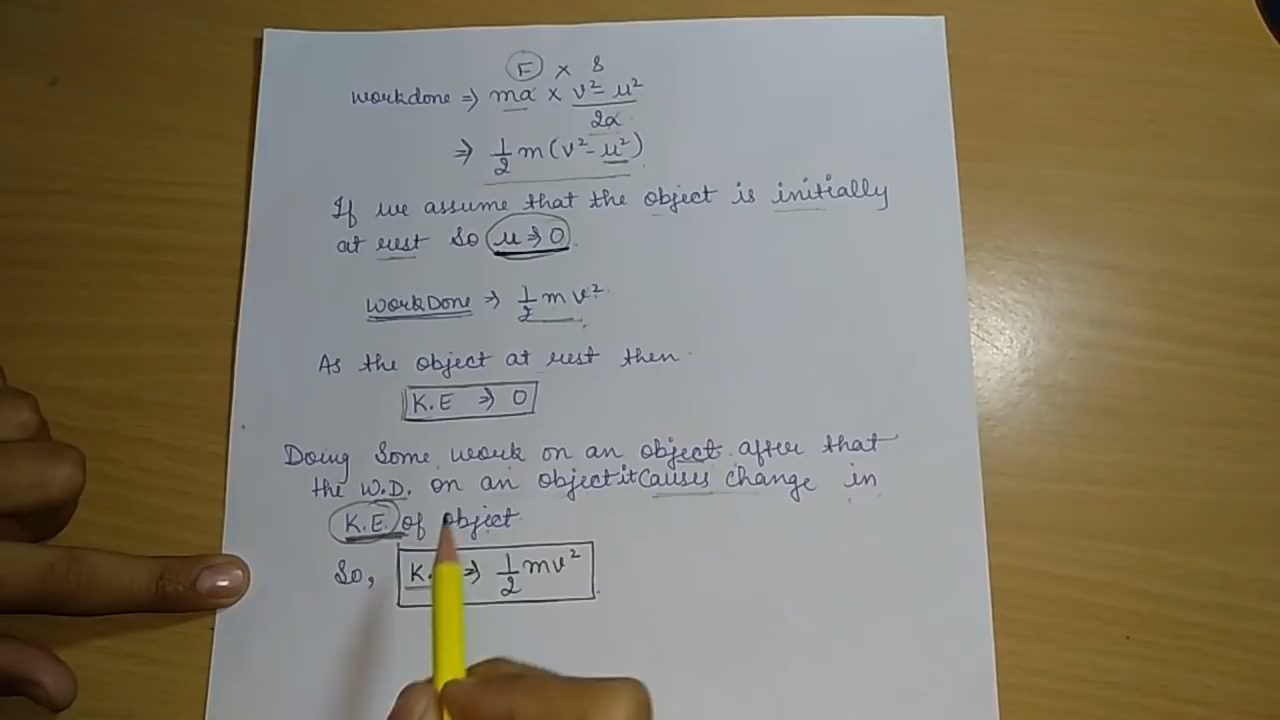 F × s
workdone ⇒ ma × v² - u²
2a
⇒ 1/2 m (v² - u²)
If we assume that the object is initially
at rest so u ⇒ 0.
WorkDone ⇒ 1/2 m v².
As the object at rest then.
K.E ⇒ 0
Doing Some work on an object after that
the W.D. on an object it Causes change in
K.E. of object.
So, K. ⇒ 1/2 mv²